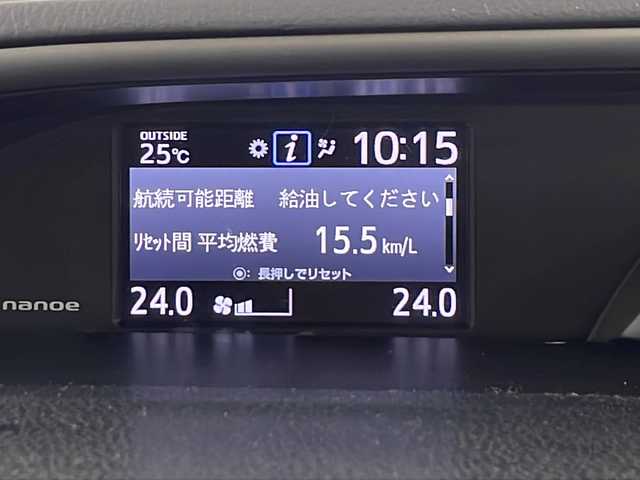 OUTSIDE
25℃
i
10:15
航続可能距離 給油してください
リセット間 平均燃費 15.5 km/L
◉: 長押しでリセット
24.0
24.0
nanoe